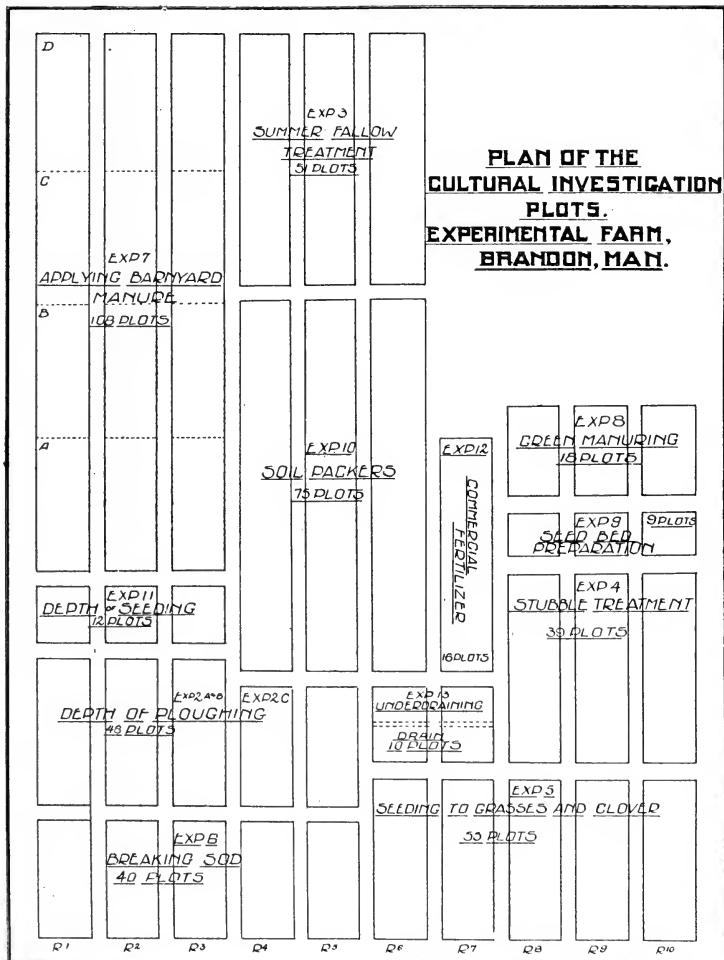 PLAN OF THE
CULTURAL INVESTIGATION
PLOTS.
EXPERIMENTAL FARM,
BRANDON, MAN.
D
C
B
A
EXP 3
SUMMER FALLOW
TREATMENT
51 PLOTS
EXP 7
APPLYING BARNYARD
MANURE
108 PLOTS
EXP 10
SOIL PACKERS
75 PLOTS
EXP 12
COMMERCIAL
FERTILIZER
16 PLOTS
EXP 8
GREEN MANURING
18 PLOTS
EXP 9
9 PLOTS
SEED BED
PREPARATION
EXP 4
STUBBLE TREATMENT
39 PLOTS
EXP 11
DEPTH OF SEEDING
12 PLOTS
EXP 2 A & B
EXP 2 C
DEPTH OF PLOUGHING
48 PLOTS
EXP 13
UNDERDRAINING
DRAIN
10 PLOTS
EXP 5
SEEDING TO GRASSES AND CLOVER
PLOTS
EXP 6
BREAKING SOD
40 PLOTS
R1 R2 R3 R4 R5 R6 R7 R8 R9 R10